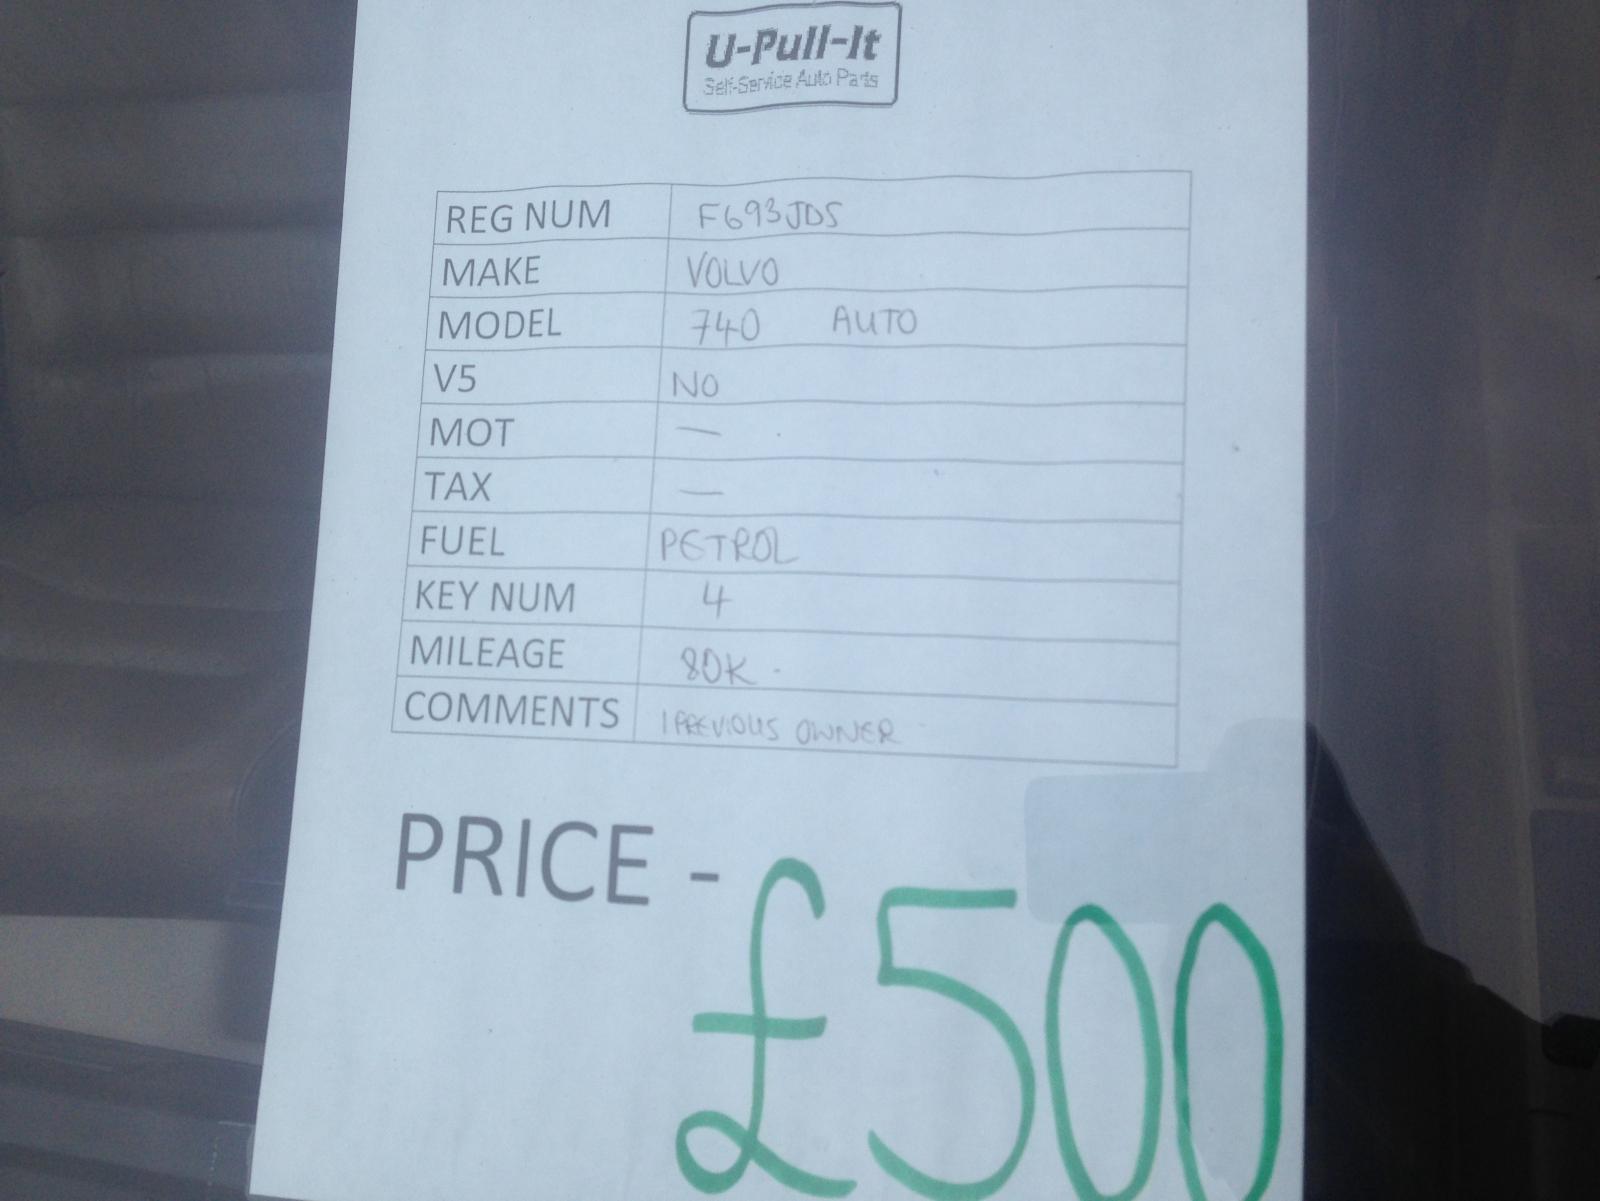 U-Pull-It
Self-Service Auto Parts
REG NUM F693JDS
MAKE VOLVO
MODEL 740 AUTO
V5 NO
MOT —
TAX —
FUEL PETROL
KEY NUM 4
MILEAGE 80K -
COMMENTS 1 PREVIOUS OWNER
PRICE - £500